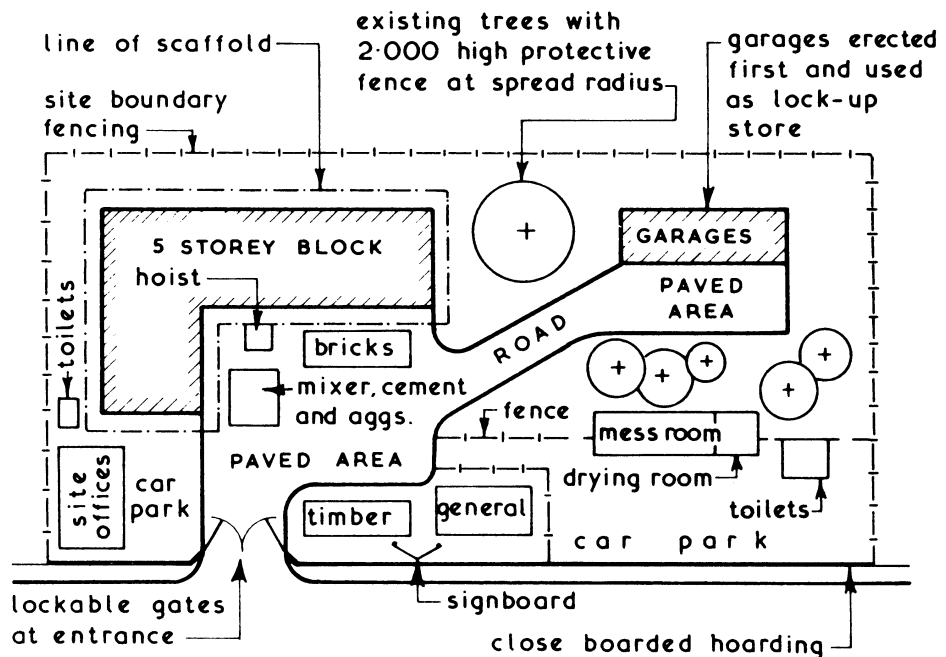 line of scaffold
existing trees with
2·000 high protective
fence at spread radius
garages erected
first and used
as lock-up
store
site boundary
fencing
5 STOREY BLOCK
GARAGES
hoist
PAVED
AREA
toilets
ROAD
bricks
mixer, cement
and aggs.
fence
mess room
PAVED AREA
drying room
site
offices
car
park
timber
general
toilets
car park
lockable gates
at entrance
signboard
close boarded hoarding